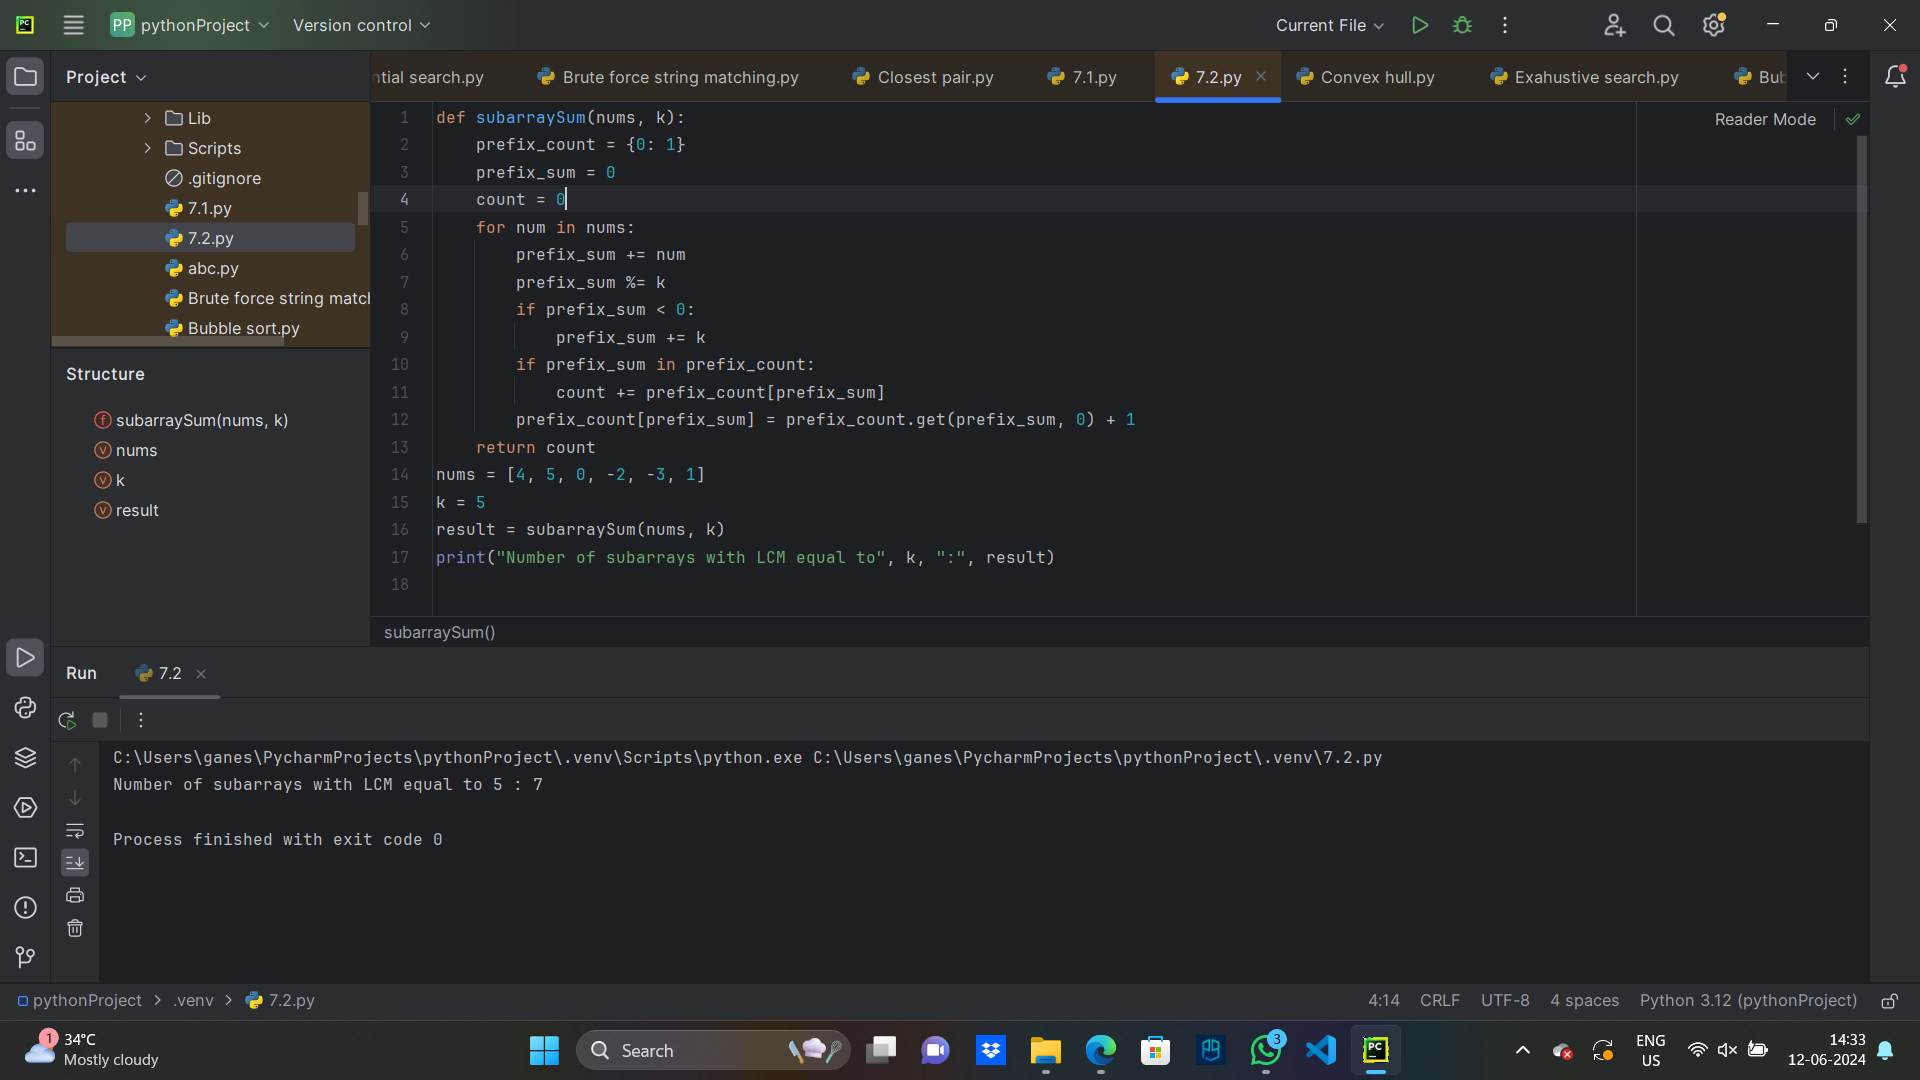 PC
PP pythonProject
Version control
Current File
Project
ntial search.py
Brute force string matching.py
Closest pair.py
7.1.py
7.2.py
Convex hull.py
Exahustive search.py
Bub
Lib
Scripts
.gitignore
7.1.py
7.2.py
abc.py
Brute force string match
Bubble sort.py
Structure
subarraySum(nums, k)
nums
k
result
Reader Mode
1 def subarraySum(nums, k):
2 prefix_count = {0: 1}
3 prefix_sum = 0
4 count = 0
5 for num in nums:
6 prefix_sum += num
7 prefix_sum %= k
8 if prefix_sum < 0:
9 prefix_sum += k
10 if prefix_sum in prefix_count:
11 count += prefix_count[prefix_sum]
12 prefix_count[prefix_sum] = prefix_count.get(prefix_sum, 0) + 1
13 return count
14 nums = [4, 5, 0, -2, -3, 1]
15 k = 5
16 result = subarraySum(nums, k)
17 print("Number of subarrays with LCM equal to", k, ":", result)
18
subarraySum()
Run
7.2
C:\Users\ganes\PycharmProjects\pythonProject\.venv\Scripts\python.exe C:\Users\ganes\PycharmProjects\pythonProject\.venv\7.2.py
Number of subarrays with LCM equal to 5 : 7
Process finished with exit code 0
pythonProject > .venv > 7.2.py
4:14 CRLF UTF-8 4 spaces Python 3.12 (pythonProject)
1
34°C
Mostly cloudy
Search
3
PC
ENG
US
14:33
12-06-2024